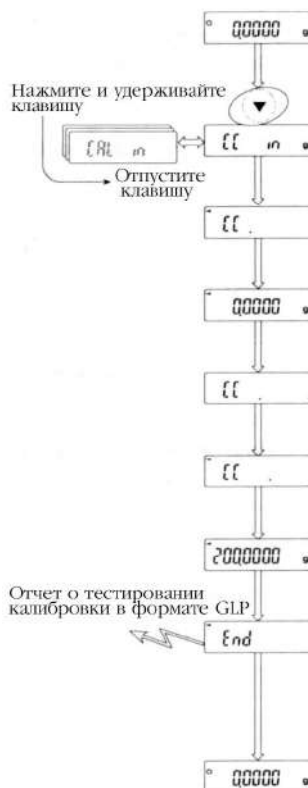 0.0000 g
Нажмите и удерживайте
клавишу
CAL in
CC in g
Отпустите
клавишу
CC .
0.0000 g
CC .
CC .
200.0000 g
Отчет о тестировании
калибровки в формате GLP
End
0.0000 g